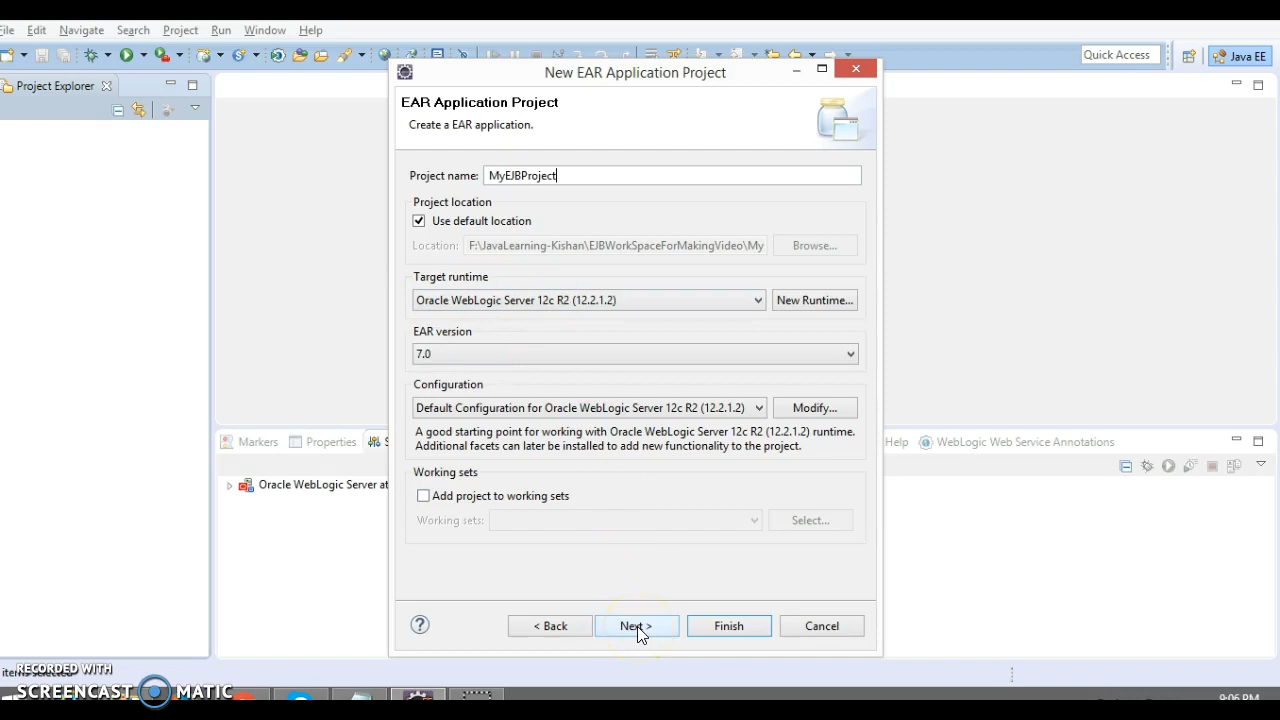 File Edit Navigate Search Project Run Window Help
Quick Access
Java EE
Project Explorer
New EAR Application Project
EAR Application Project
Create a EAR application.
Project name: MyEJBProject
Project location
Use default location
Location: F:\JavaLearning-Kishan\EJBWorkSpaceForMakingVideo\My Browse...
Target runtime
Oracle WebLogic Server 12c R2 (12.2.1.2) New Runtime...
EAR version
7.0
Configuration
Default Configuration for Oracle WebLogic Server 12c R2 (12.2.1.2) Modify...
A good starting point for working with Oracle WebLogic Server 12c R2 (12.2.1.2) runtime.
Additional facets can later be installed to add new functionality to the project.
Markers Properties S Help WebLogic Web Service Annotations
Working sets
Oracle WebLogic Server at
Add project to working sets
Working sets: Select...
< Back Next > Finish Cancel
items selected
RECORDED WITH
SCREENCAST MATIC
9:06 PM